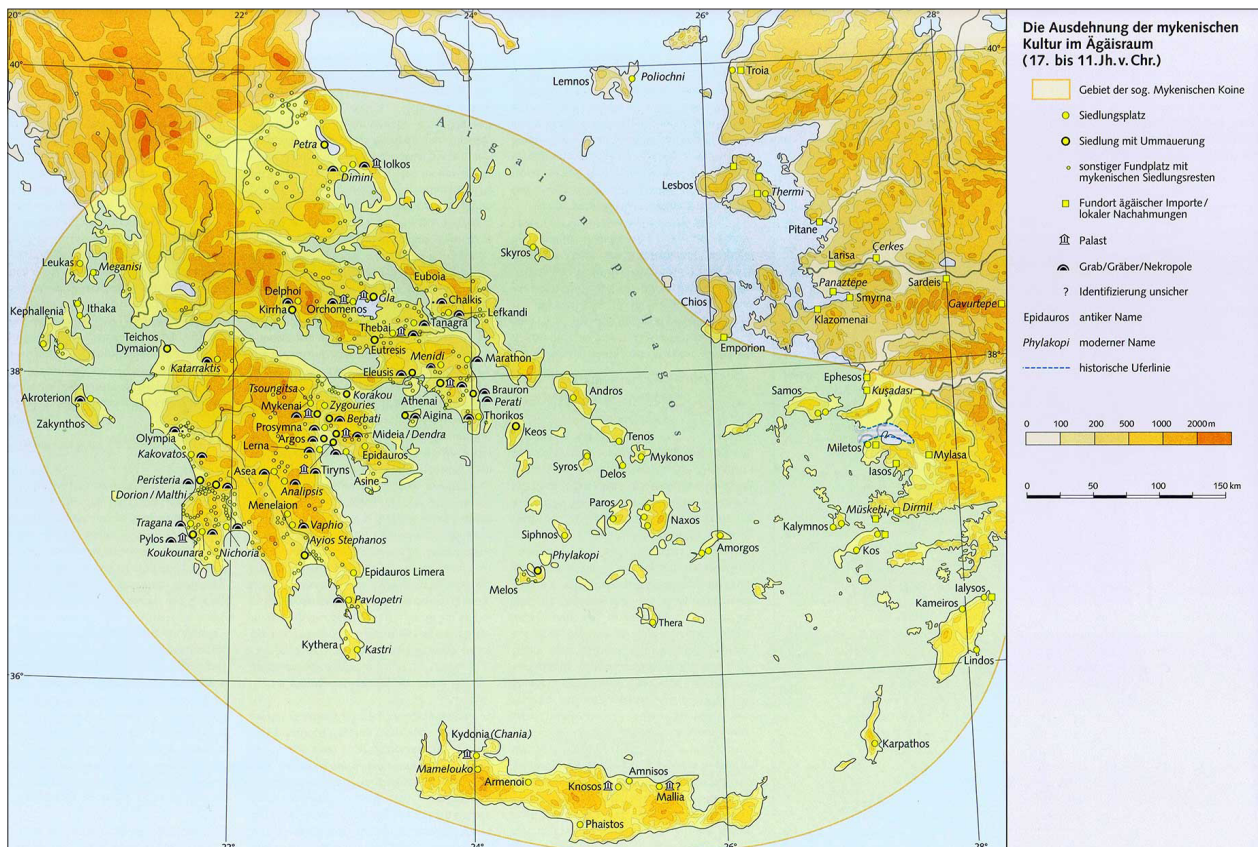 Die Ausdehnung der mykenischen
Kultur im Ägäisraum
(17. bis 11.Jh.v.Chr.)
Gebiet der sog. Mykenischen Koine
Siedlungsplatz
Siedlung mit Ummauerung
sonstiger Fundplatz mit
mykenischen Siedlungsresten
Fundort ägäischer Importe/
lokaler Nachahmungen
Palast
Grab/Gräber/Nekropole
? Identifizierung unsicher
Epidauros antiker Name
Phylakopi moderner Name
historische Uferlinie
0 100 200 500 1000 2000m
0 50 100 150 km
20° 22° 24° 26° 28°
40° 40°
Aigaion pelagos
Lemnos
Poliochni
Troia
Petra
Iolkos
Dimini
Lesbos
Thermi
Pitane
Skyros
Larisa
Çerkes
Panaztepe
Sardeis
Smyrna
Gavurtepe
Klazomenai
Chios
Emporion
Leukas
Meganisi
Euboia
Delphoi
Gla
Chalkis
Ithaka
Kirrha
Orchomenos
Lefkandi
Kephallenia
Thebai
Tanagra
Teichos
Dymaion
Eutresis
Menidi
Marathon
Katarraktis
Eleusis
38° 38°
Ephesos
Kuşadası
Tsoungitsa
Korakou
Athenai
Brauron
Perati
Andros
Samos
Akroterion
Mykenai
Zygouries
Berbati
Aigina
Thorikos
Zakynthos
Prosymna
Keos
Olympia
Argos
Mideia/Dendra
Tenos
Miletos
?
Mylasa
Kakovatos
Lerna
Epidauros
Mykonos
Iasos
Asea
Tiryns
Syros
Delos
Peristeria
Analipsis
Asine
Dorion/Malthi
Menelaion
Paros
Naxos
Müskebi
Dirmil
Tragana
Vaphio
Siphnos
Kalymnos
Pylos
Ayios Stephanos
Amorgos
Kos
Koukounara
Nichoria
Phylakopi
Epidauros Limera
Melos
Ialysos
Pavlopetri
Thera
Kameiros
Kythera
Kastri
Lindos
36°
Kydonia (Chania)
?
Karpathos
Mamelouko
Armenoi
Amnisos
Knosos
?
Mallia
Phaistos
22° 24° 26° 28°